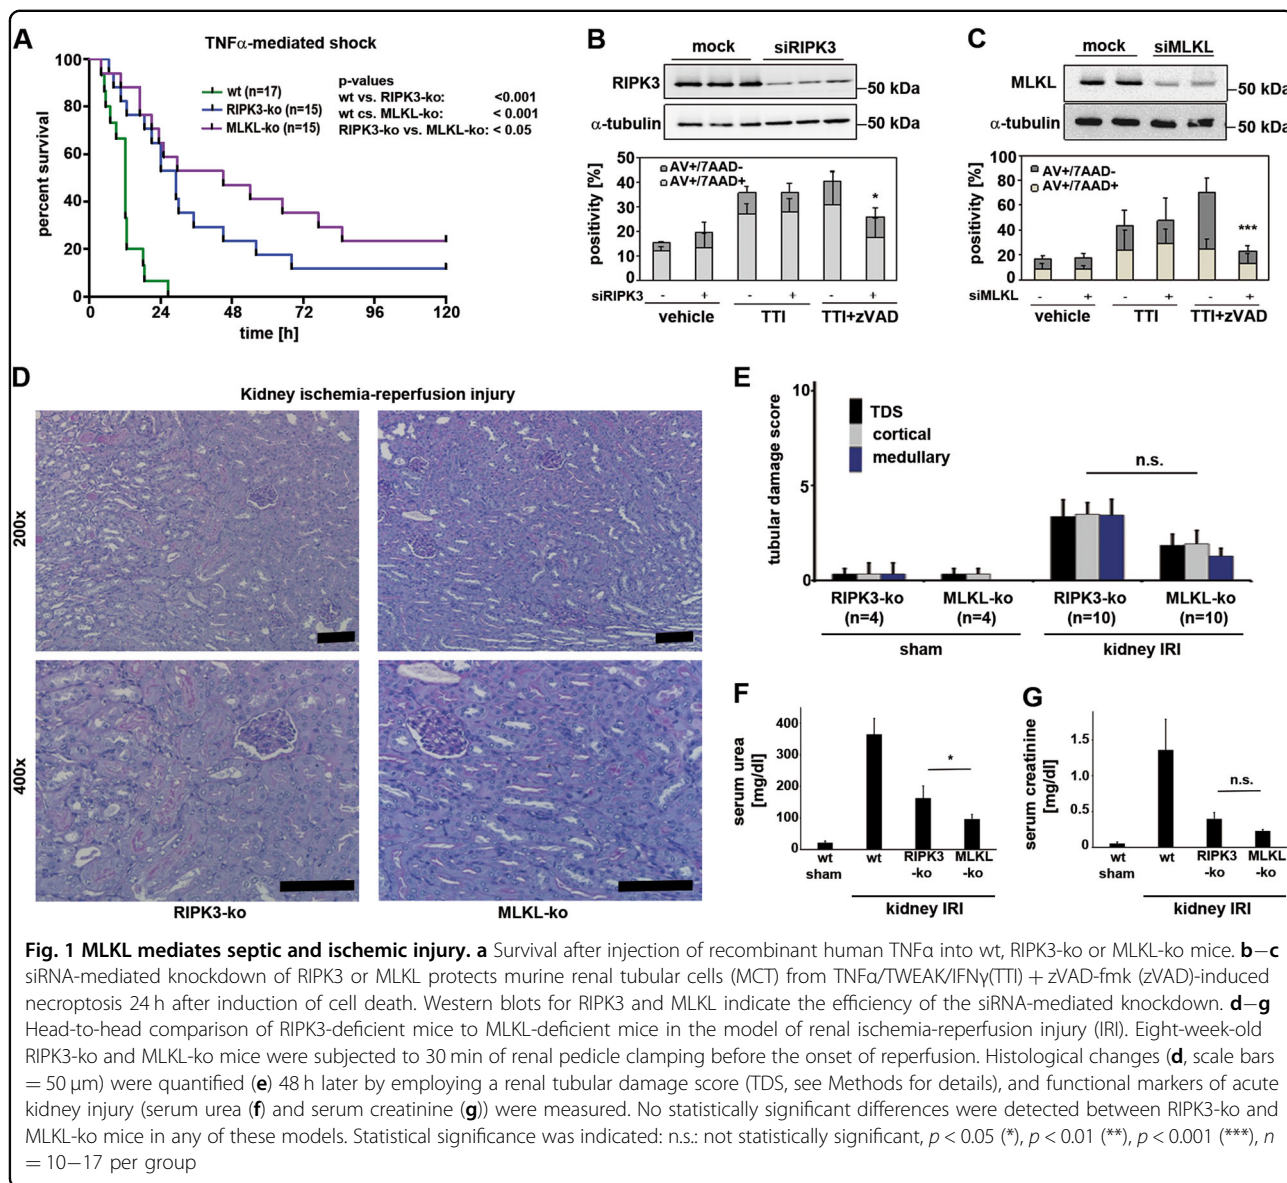 A
TNFα-mediated shock
percent survival
100
80
60
40
20
0
0 24 48 72 96 120
time [h]
wt (n=17)
RIPK3-ko (n=15)
MLKL-ko (n=15)
p-values
wt vs. RIPK3-ko: <0.001
wt cs. MLKL-ko: < 0.001
RIPK3-ko vs. MLKL-ko: < 0.05
B
mock siRIPK3
RIPK3
50 kDa
α-tubulin
50 kDa
positivity [%]
50
40
30
20
10
0
AV+/7AAD-
AV+/7AAD+
*
siRIPK3 - + - + - +
vehicle TTI TTI+zVAD
C
mock siMLKL
MLKL
50 kDa
α-tubulin
50 kDa
positivity [%]
100
80
60
40
20
0
AV+/7AAD-
AV+/7AAD+
***
siMLKL - + - + - +
vehicle TTI TTI+zVAD
D
Kidney ischemia-reperfusion injury
200x
400x
RIPK3-ko MLKL-ko
E
tubular damage score
10
5
0
TDS
cortical
medullary
n.s.
RIPK3-ko MLKL-ko RIPK3-ko MLKL-ko
(n=4) (n=4) (n=10) (n=10)
sham kidney IRI
F
serum urea
[mg/dl]
400
300
200
100
0
*
wt wt RIPK3 MLKL
sham -ko -ko
kidney IRI
G
serum creatinine
[mg/dl]
1.5
1.0
0.5
0
n.s.
wt wt RIPK3 MLKL
sham -ko -ko
kidney IRI
Fig. 1 MLKL mediates septic and ischemic injury. a Survival after injection of recombinant human TNFα into wt, RIPK3-ko or MLKL-ko mice. b–c
siRNA-mediated knockdown of RIPK3 or MLKL protects murine renal tubular cells (MCT) from TNFα/TWEAK/IFNγ(TTI) + zVAD-fmk (zVAD)-induced
necroptosis 24 h after induction of cell death. Western blots for RIPK3 and MLKL indicate the efficiency of the siRNA-mediated knockdown. d–g
Head-to-head comparison of RIPK3-deficient mice to MLKL-deficient mice in the model of renal ischemia-reperfusion injury (IRI). Eight-week-old
RIPK3-ko and MLKL-ko mice were subjected to 30 min of renal pedicle clamping before the onset of reperfusion. Histological changes (d, scale bars
= 50 μm) were quantified (e) 48 h later by employing a renal tubular damage score (TDS, see Methods for details), and functional markers of acute
kidney injury (serum urea (f) and serum creatinine (g)) were measured. No statistically significant differences were detected between RIPK3-ko and
MLKL-ko mice in any of these models. Statistical significance was indicated: n.s.: not statistically significant, p < 0.05 (*), p < 0.01 (**), p < 0.001 (***), n
= 10–17 per group